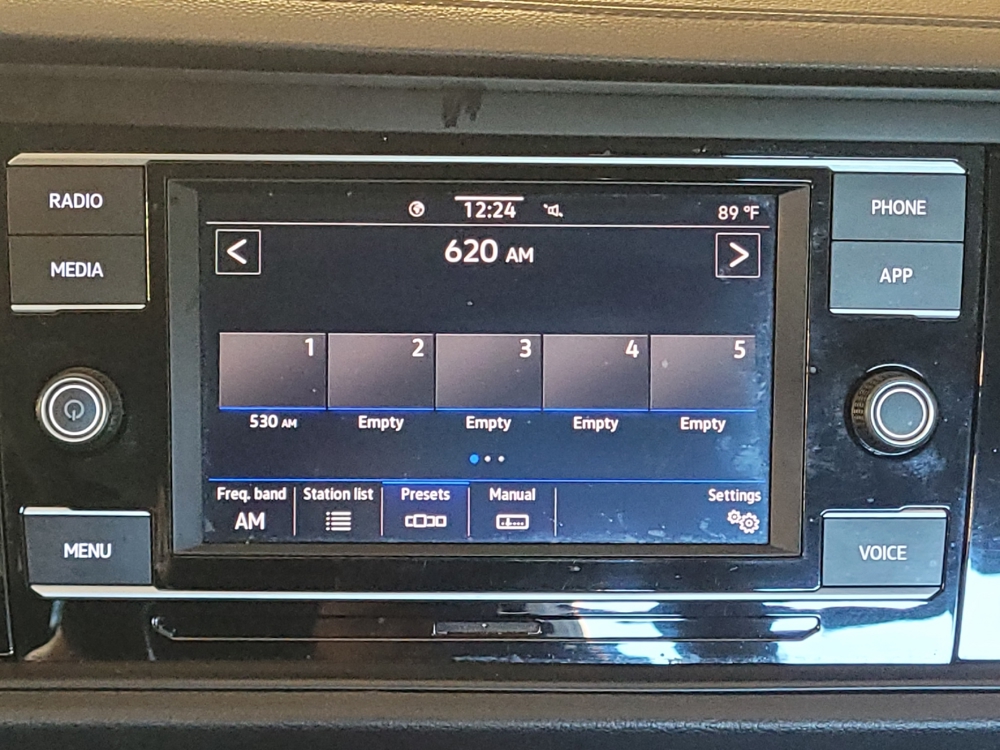 RADIO
MEDIA
MENU
12:24
89 °F
<
620 AM
>
1 2 3 4 5
530 AM Empty Empty Empty Empty
Freq. band Station list Presets Manual Settings
AM
PHONE
APP
VOICE